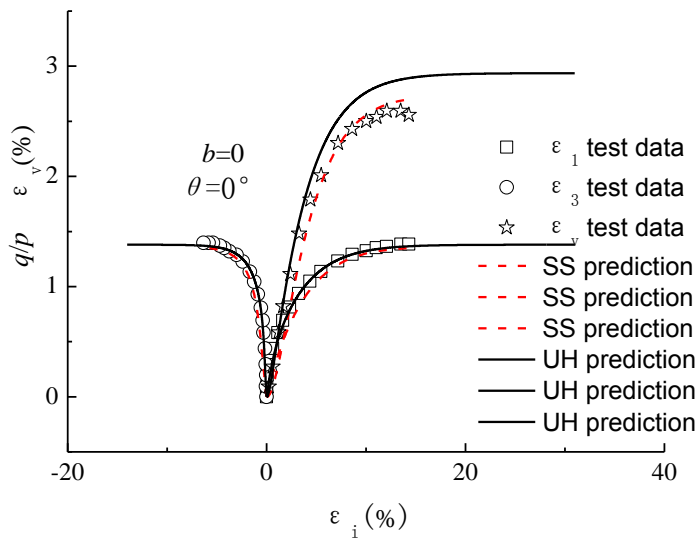 3
2
1
0
-20
0
20
40
q/p ε_v(%)
ε_i(%)
b=0
θ=0°
ε_1 test data
ε_3 test data
ε_v test data
SS prediction
SS prediction
SS prediction
UH prediction
UH prediction
UH prediction